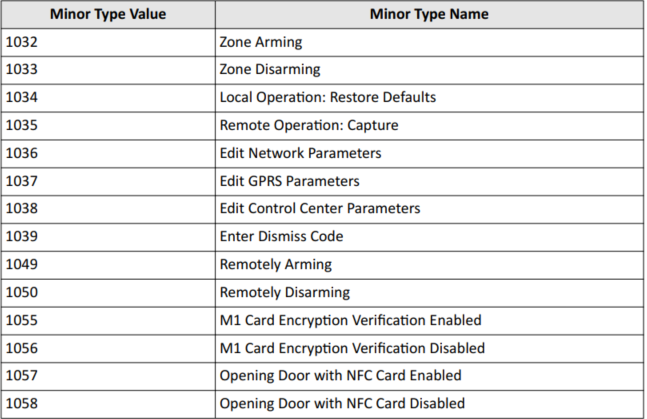 Minor Type Value Minor Type Name
1032 Zone Arming
1033 Zone Disarming
1034 Local Operation: Restore Defaults
1035 Remote Operation: Capture
1036 Edit Network Parameters
1037 Edit GPRS Parameters
1038 Edit Control Center Parameters
1039 Enter Dismiss Code
1049 Remotely Arming
1050 Remotely Disarming
1055 M1 Card Encryption Verification Enabled
1056 M1 Card Encryption Verification Disabled
1057 Opening Door with NFC Card Enabled
1058 Opening Door with NFC Card Disabled